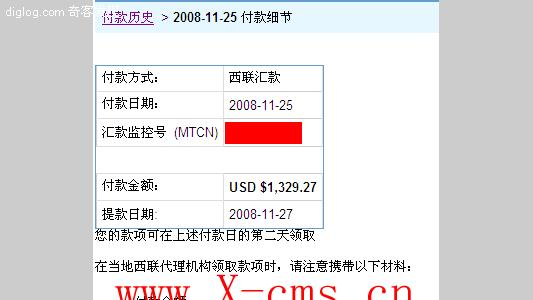 diglog.com 奇客
付款历史 > 2008-11-25 付款细节
付款方式: 西联汇款
付款日期: 2008-11-25
汇款监控号 (MTCN)
付款金额: USD $1,329.27
提款日期: 2008-11-27
您的款项可在上述付款日的第二天领取
在当地西联代理机构领取款项时，请注意携带以下材料:
www.X-cms.cn